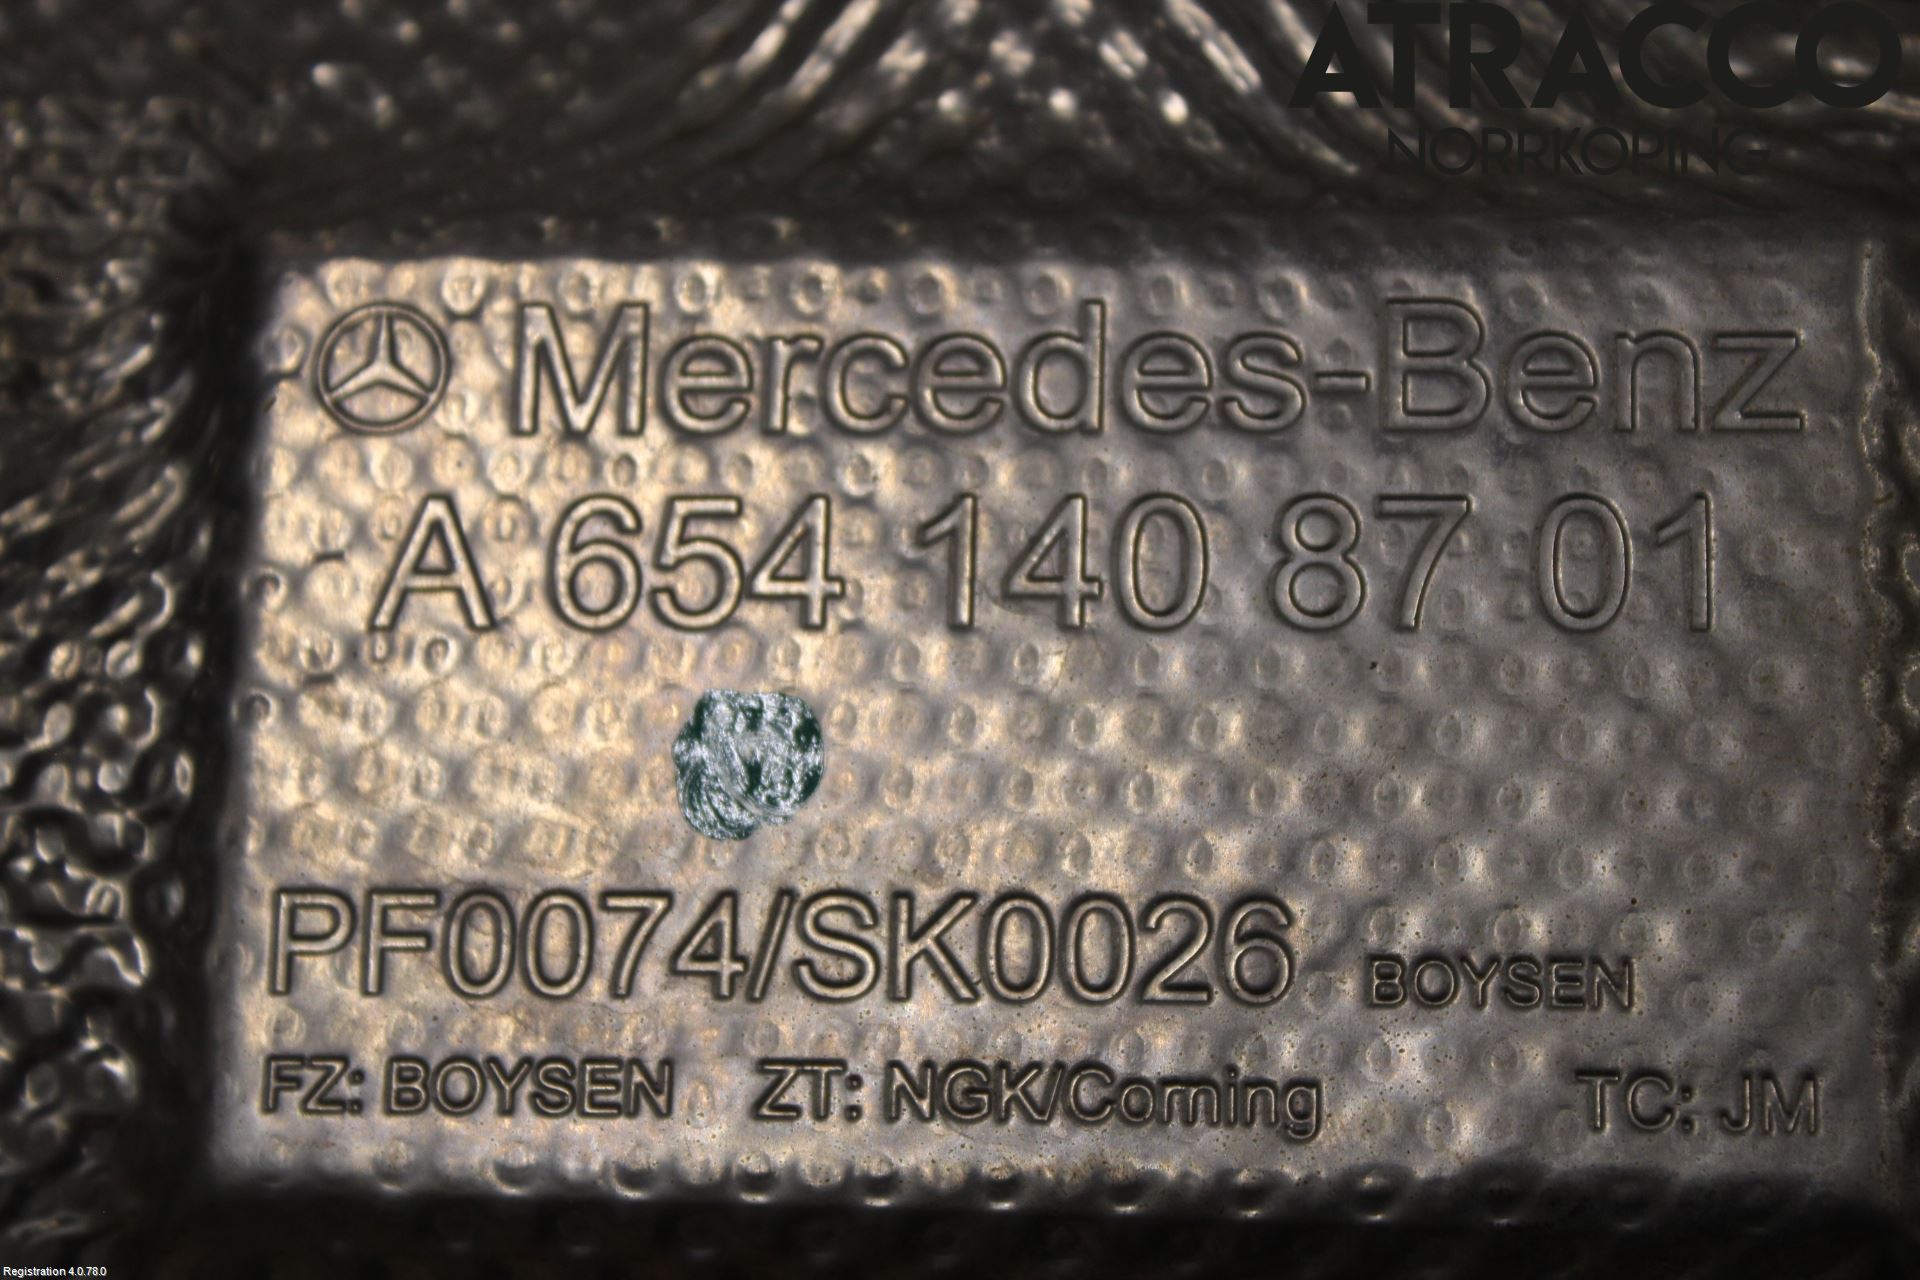 ATRACCO
NORRKÖPING
Mercedes-Benz
A 654 140 87 01
PF0074/SK0026 BOYSEN
FZ: BOYSEN ZT: NGK/Corning TC: JM
Registration 4.0.78.0